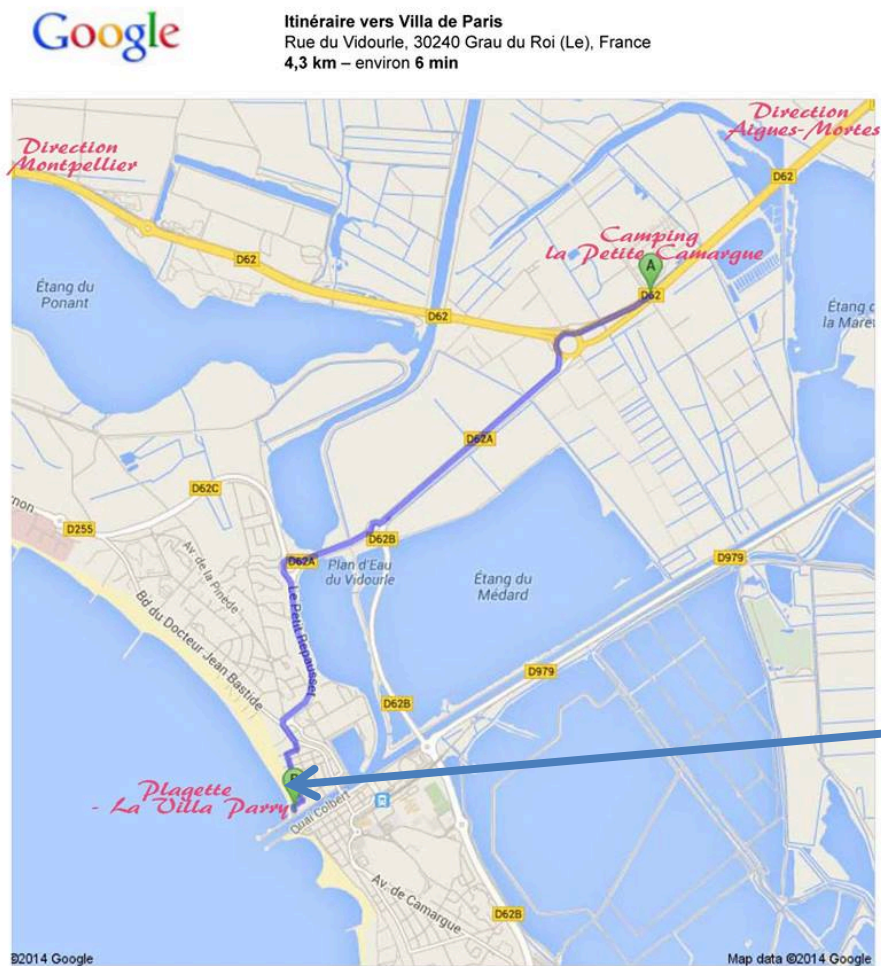 Google
Itinéraire vers Villa de Paris
Rue du Vidourle, 30240 Grau du Roi (Le), France
4,3 km – environ 6 min
Direction
Montpellier
Direction
Aigues-Mortes
D62
Camping
la Petite Camargue
A
D62
D62
Étang du
Ponant
D62
Étang d
la Maret
D62A
D62C
D255
D62B
D62A
Plan d'Eau
du Vidourle
Étang du
Médard
D979
Av. de la Pinède
Bd du Docteur Jean Bastide
Le Petit Repausset
D979
D62B
Plagette
- La Villa Parry
Quai Colbert
Av. de Camargue
D62B
©2014 Google
Map data ©2014 Google